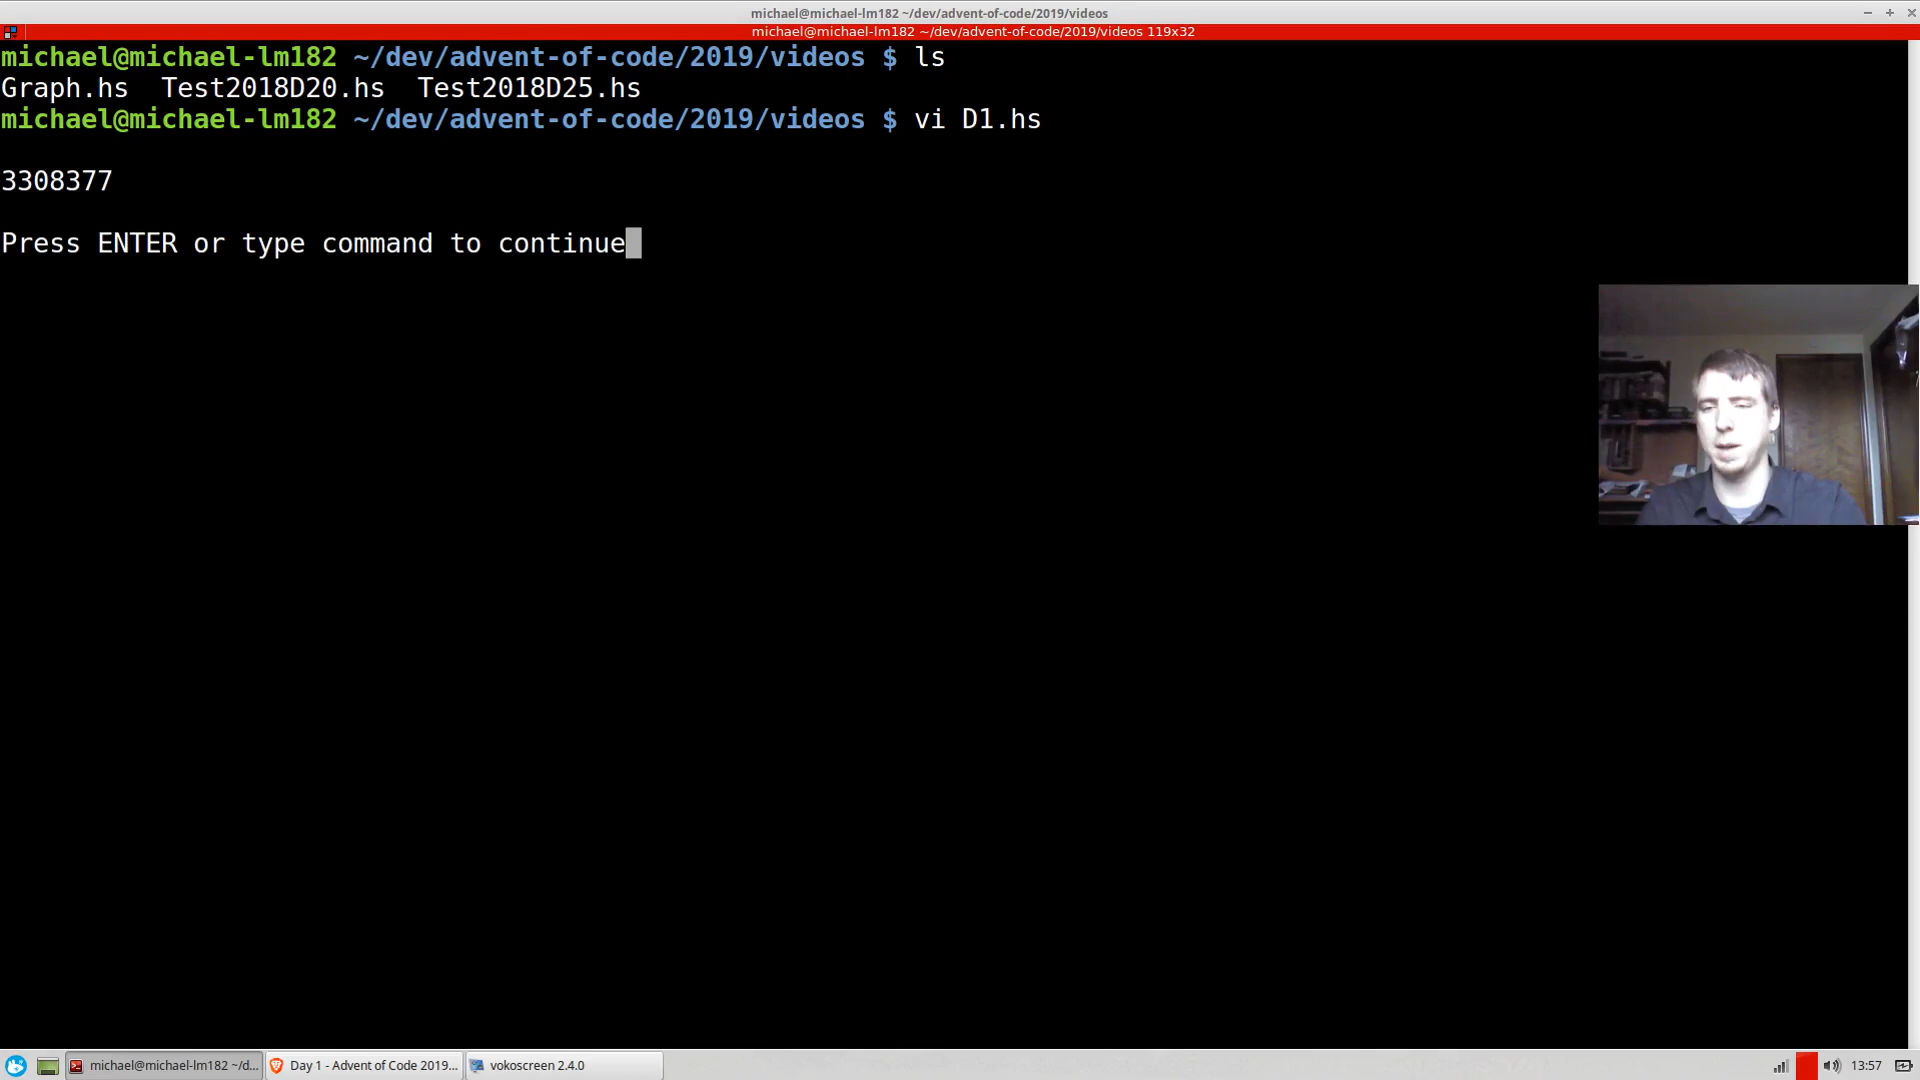 michael@michael-lm182 ~/dev/advent-of-code/2019/videos
michael@michael-lm182 ~/dev/advent-of-code/2019/videos 119x32
michael@michael-lm182 ~/dev/advent-of-code/2019/videos $ ls
Graph.hs  Test2018D20.hs  Test2018D25.hs
michael@michael-lm182 ~/dev/advent-of-code/2019/videos $ vi D1.hs
3308377
Press ENTER or type command to continue
michael@michael-lm182 ~/d...
Day 1 - Advent of Code 2019...
vokoscreen 2.4.0
13:57